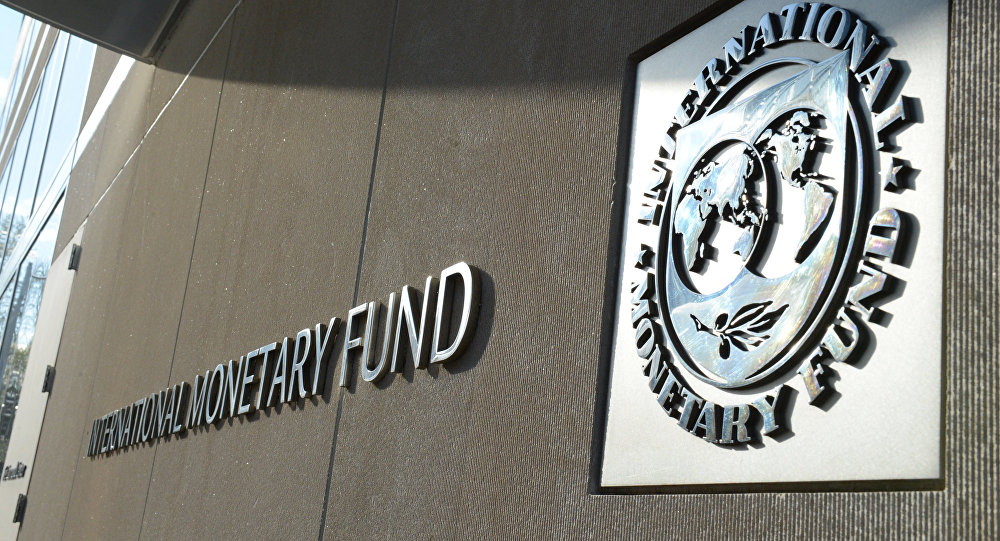 INTERNATIONAL MONETARY FUND
INTERNATIONAL · MONETARY FUND ·